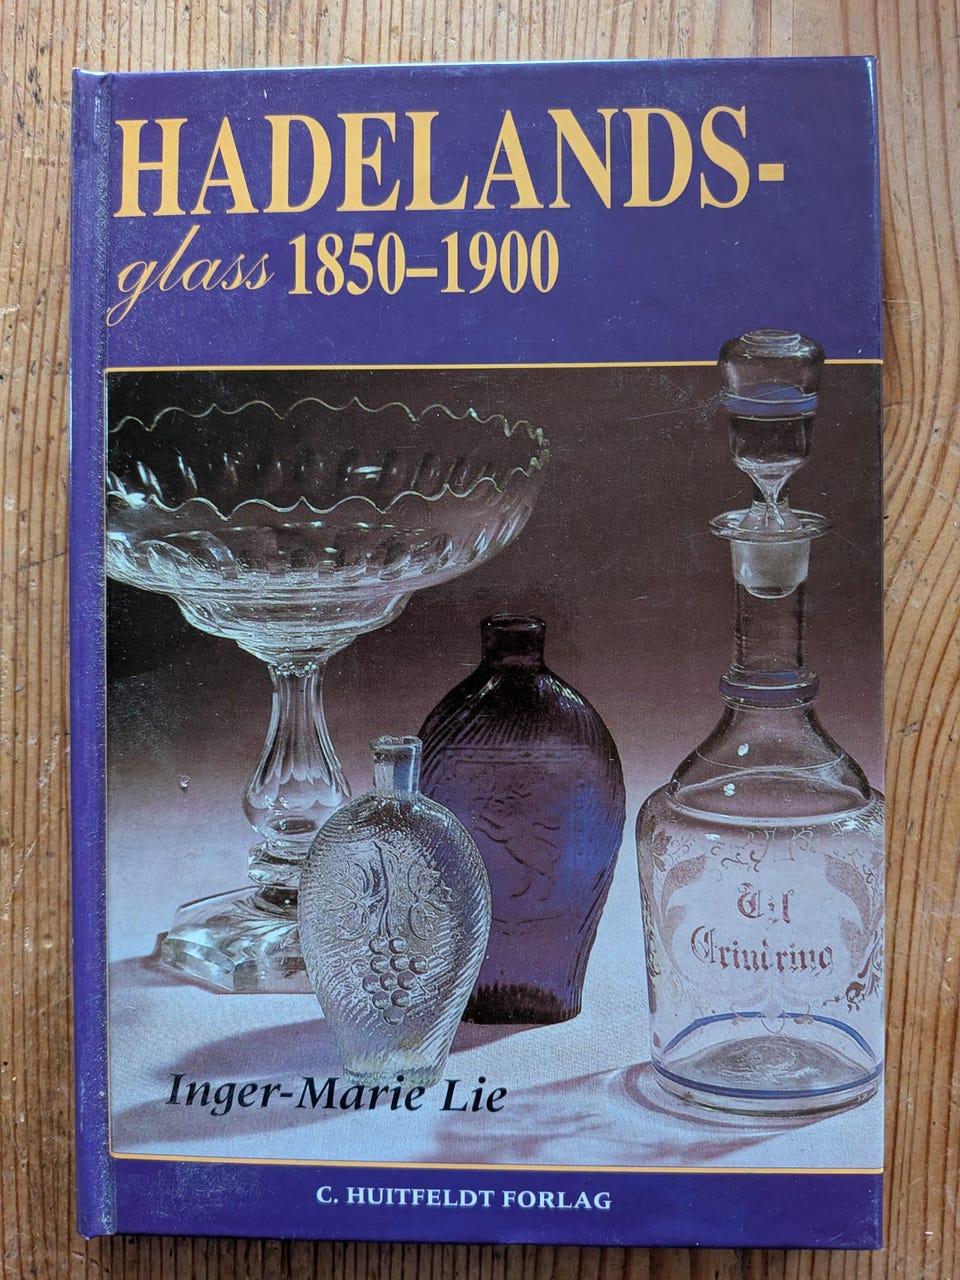 HADELANDS-
glass 1850–1900
Til
Erindring
Inger-Marie Lie
C. HUITFELDT FORLAG